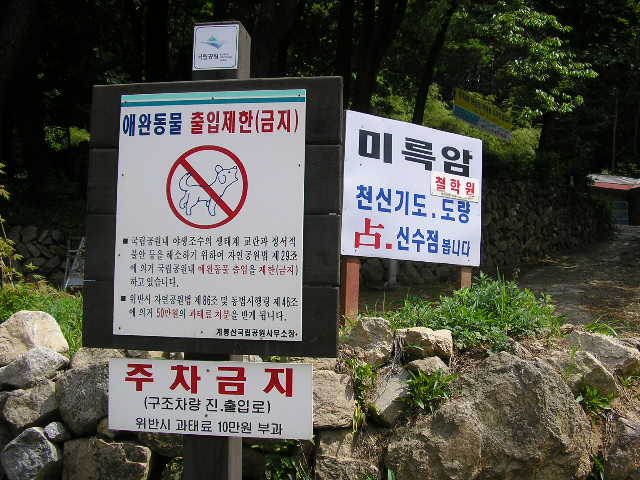 국립공원
애완동물 출입제한(금지)
■ 국립공원내 야생조수의 생태계 교란과 정서적
불안 등을 해소하기 위하여 자연공원법 제29조
에 의거 국립공원내 애완동물 출입을 제한(금지)
하고 있습니다.
■ 위반시 자연공원법 제86조 및 동법시행령 제46조
에 의거 50만원의 과태료 처분을 받게 됩니다.
계룡산국립공원사무소장
주차금지
(구조차량 진.출입로)
위반시 과태료 10만원 부과
미륵암
철학원
천신기도.도량
占.신수점봅니다